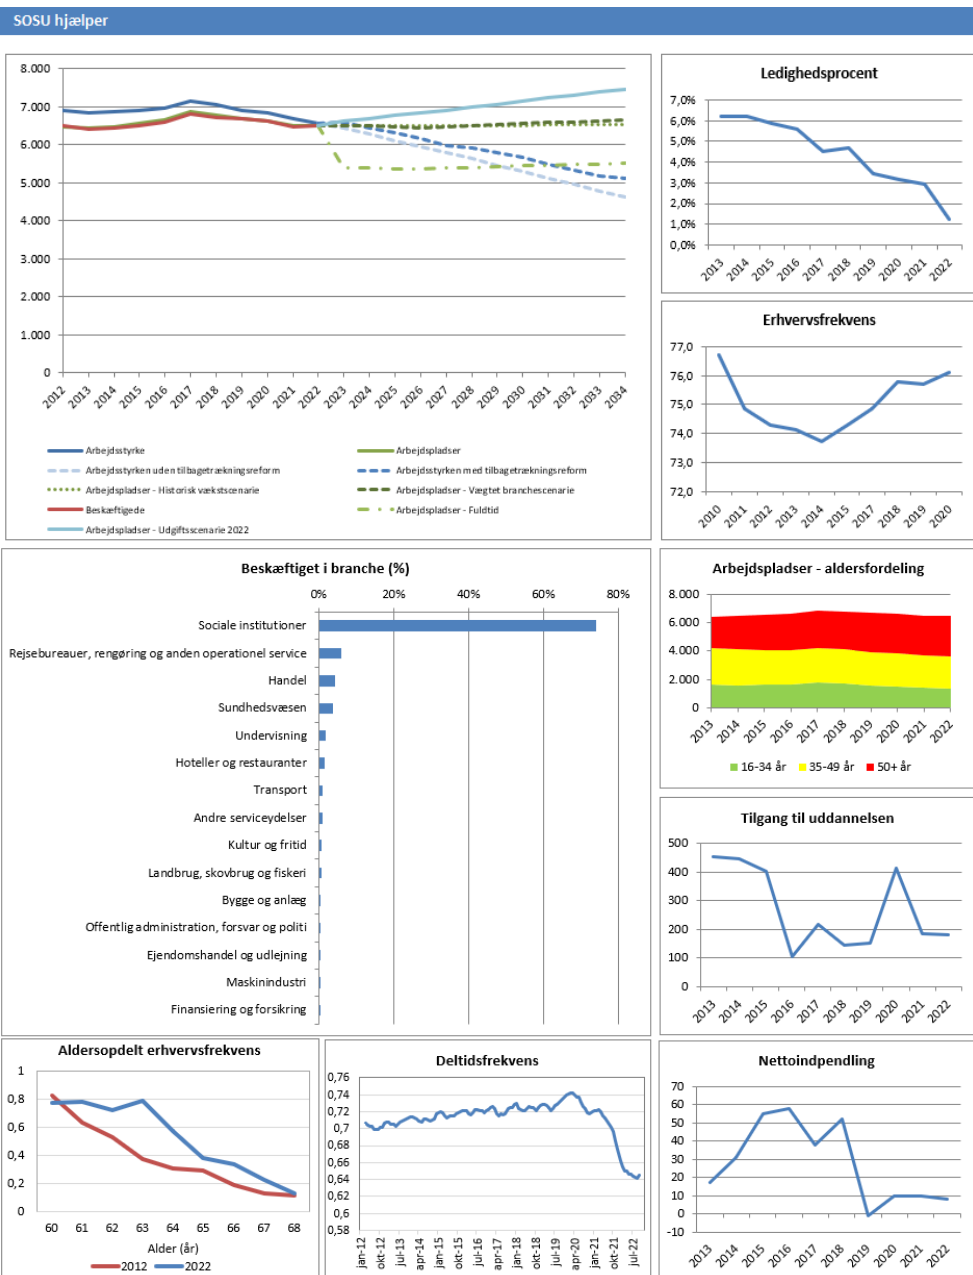 SOSU hjælper
8.000
7.000
6.000
5.000
4.000
3.000
2.000
1.000
0
2012 2013 2014 2015 2016 2017 2018 2019 2020 2021 2022 2023 2024 2025 2026 2027 2028 2029 2030 2031 2032 2033 2034
Arbejdsstyrke
Arbejdspladser
Arbejdsstyrken uden tilbagetrækningsreform
Arbejdsstyrken med tilbagetrækningsreform
Arbejdspladser - Historisk vækstscenarie
Arbejdspladser - Vægtet branchescenarie
Beskæftigede
Arbejdspladser - Fuldtid
Arbejdspladser - Udgiftsscenarie 2022
Ledighedsprocent
7,0%
6,0%
5,0%
4,0%
3,0%
2,0%
1,0%
0,0%
2013 2014 2015 2016 2017 2018 2019 2020 2021 2022
Erhvervsfrekvens
77,0
76,0
75,0
74,0
73,0
72,0
2010 2011 2012 2013 2014 2015 2017 2018 2019 2020
Beskæftiget i branche (%)
0% 20% 40% 60% 80%
Sociale institutioner
Rejsebureauer, rengøring og anden operationel service
Handel
Sundhedsvæsen
Undervisning
Hoteller og restauranter
Transport
Andre serviceydelser
Kultur og fritid
Landbrug, skovbrug og fiskeri
Bygge og anlæg
Offentlig administration, forsvar og politi
Ejendomshandel og udlejning
Maskinindustri
Finansiering og forsikring
Arbejdspladser - aldersfordeling
8.000
6.000
4.000
2.000
0
2013 2014 2015 2016 2017 2018 2019 2020 2021 2022
16-34 år 35-49 år 50+ år
Tilgang til uddannelsen
500
400
300
200
100
0
2013 2014 2015 2016 2017 2018 2019 2020 2021 2022
Aldersopdelt erhvervsfrekvens
1
0,8
0,6
0,4
0,2
0
60 61 62 63 64 65 66 67 68
Alder (år)
2012 2022
Deltidsfrekvens
0,76
0,74
0,72
0,7
0,68
0,66
0,64
0,62
0,6
0,58
jan-12 okt-12 jul-13 apr-14 jan-15 okt-15 jul-16 apr-17 jan-18 okt-18 jul-19 apr-20 jan-21 okt-21 jul-22
Nettoindpendling
70
60
50
40
30
20
10
0
-10
2013 2014 2015 2016 2017 2018 2019 2020 2021 2022